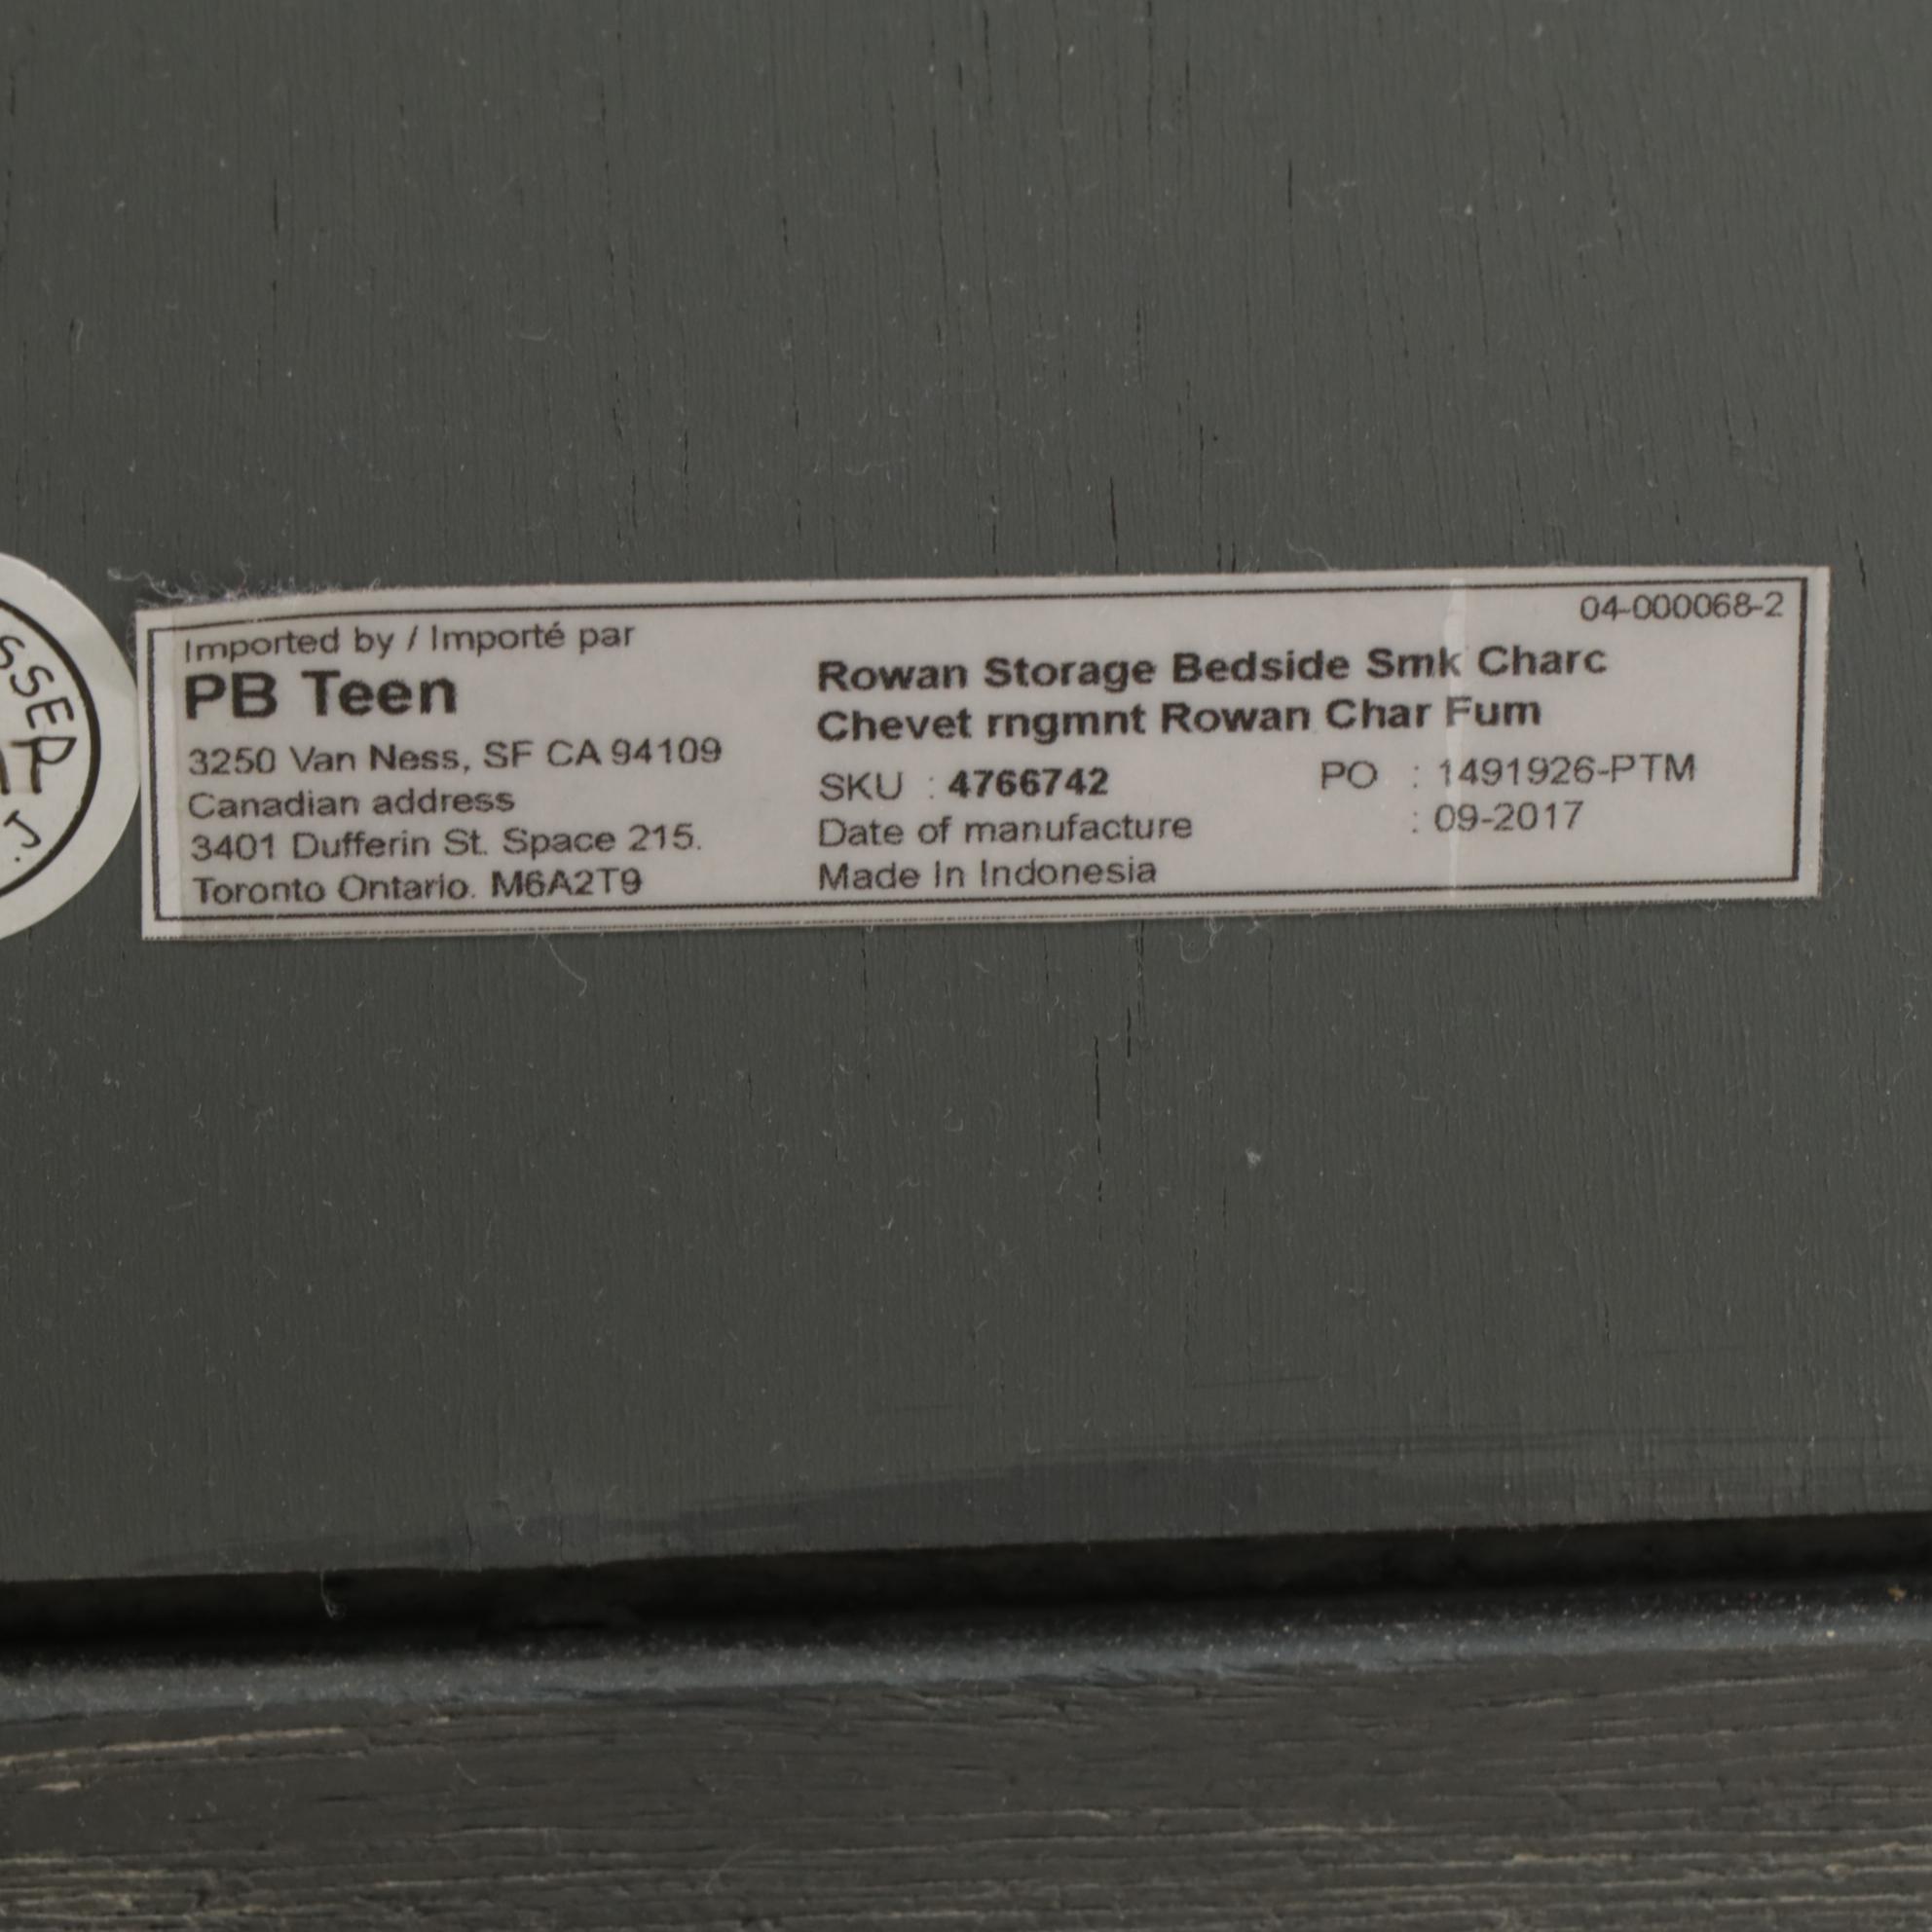 Imported by / Importé par
PB Teen
3250 Van Ness, SF CA 94109
Canadian address
3401 Dufferin St. Space 215.
Toronto Ontario. M6A2T9
04-000068-2
Rowan Storage Bedside Smk Charc
Chevet rngmnt Rowan Char Fum
SKU : 4766742 PO : 1491926-PTM
Date of manufacture : 09-2017
Made In Indonesia